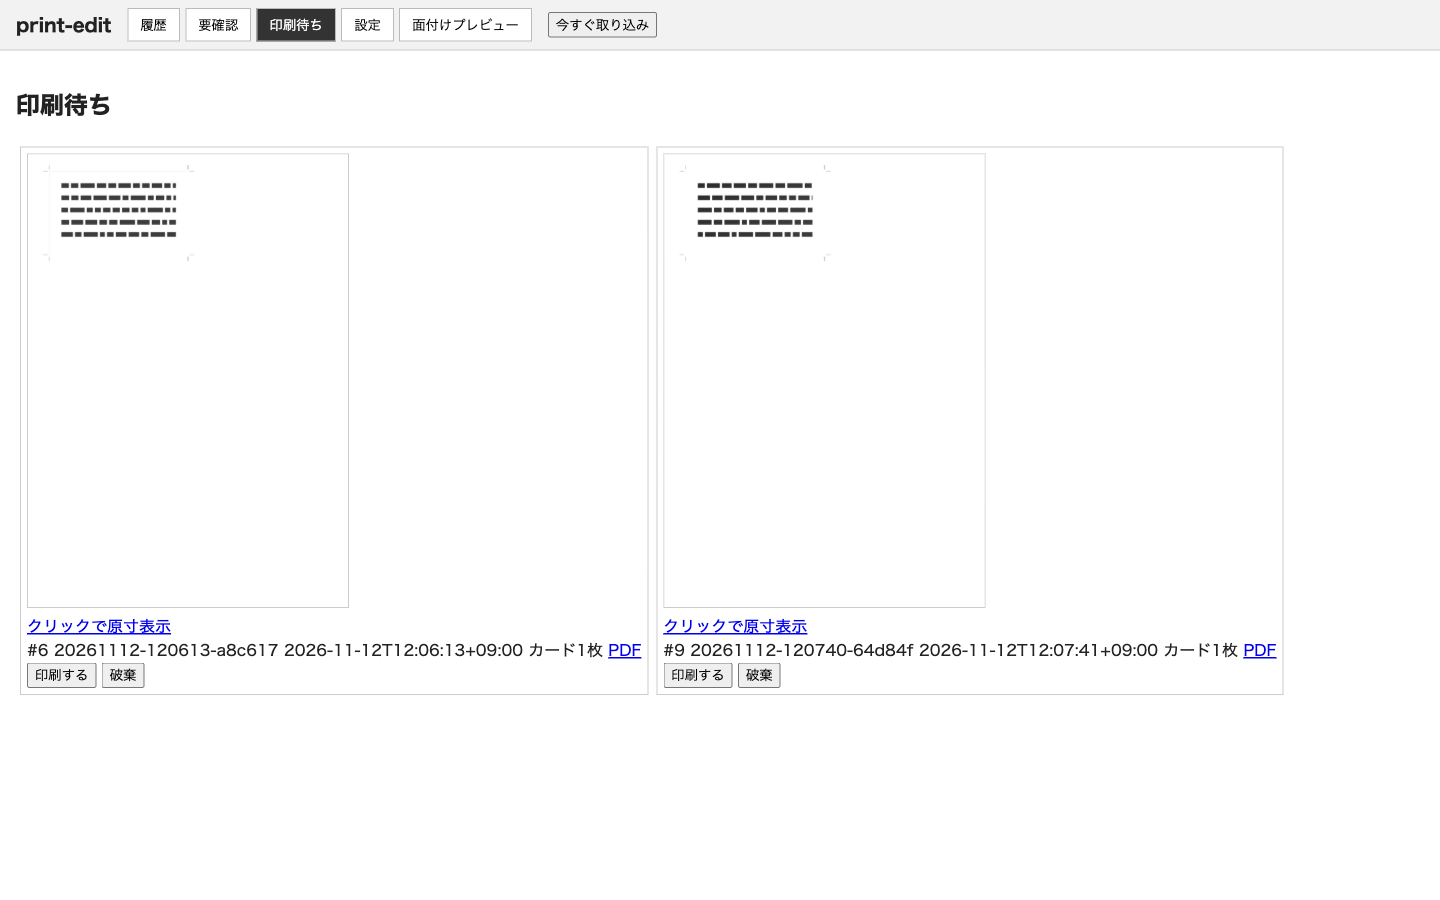 print-edit 履歴 要確認 印刷待ち 設定 面付けプレビュー 今すぐ取り込み
印刷待ち
クリックで原寸表示
#6 20261112-120613-a8c617 2026-11-12T12:06:13+09:00 カード1枚 PDF
印刷する 破棄
クリックで原寸表示
#9 20261112-120740-64d84f 2026-11-12T12:07:41+09:00 カード1枚 PDF
印刷する 破棄